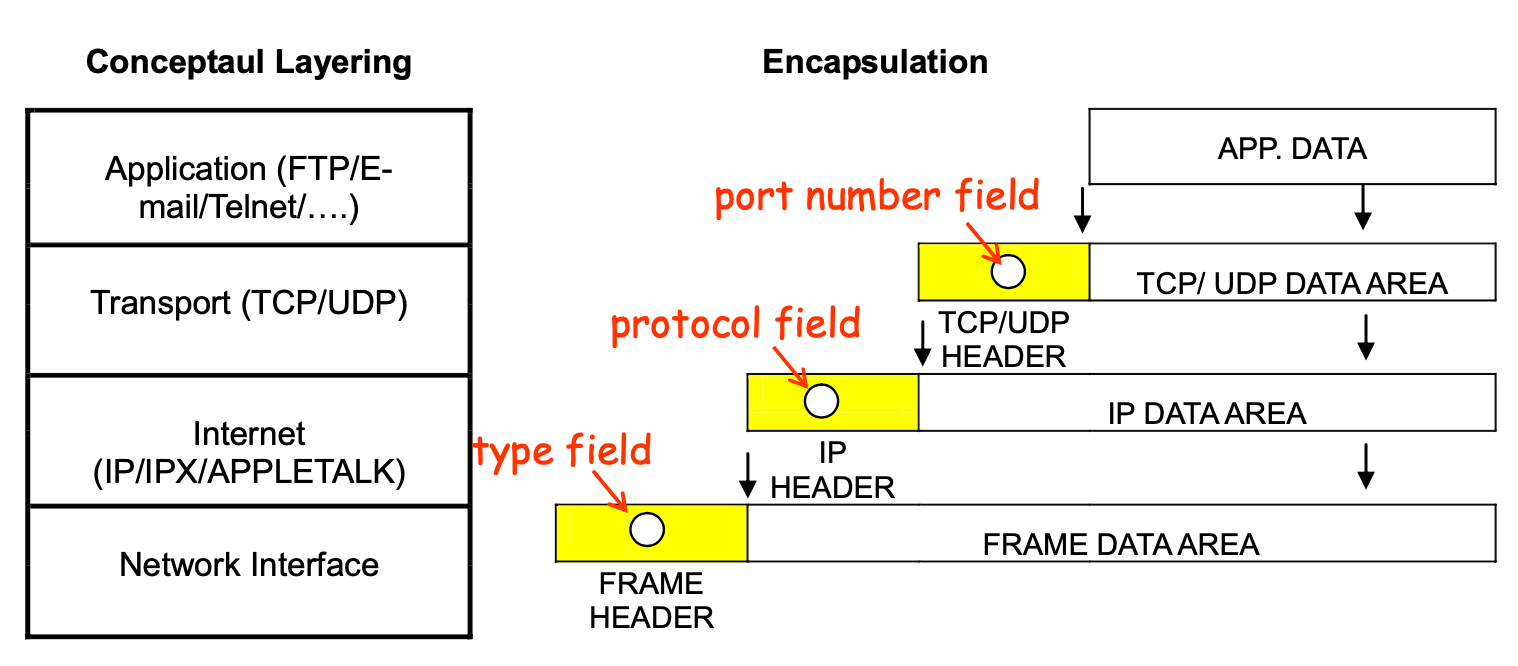 Conceptaul Layering
Encapsulation
Application (FTP/E-
mail/Telnet/….)
APP. DATA
port number field
Transport (TCP/UDP)
TCP/ UDP DATA AREA
TCP/UDP
HEADER
protocol field
Internet
(IP/IPX/APPLETALK)
IP DATA AREA
IP
HEADER
type field
Network Interface
FRAME DATA AREA
FRAME
HEADER